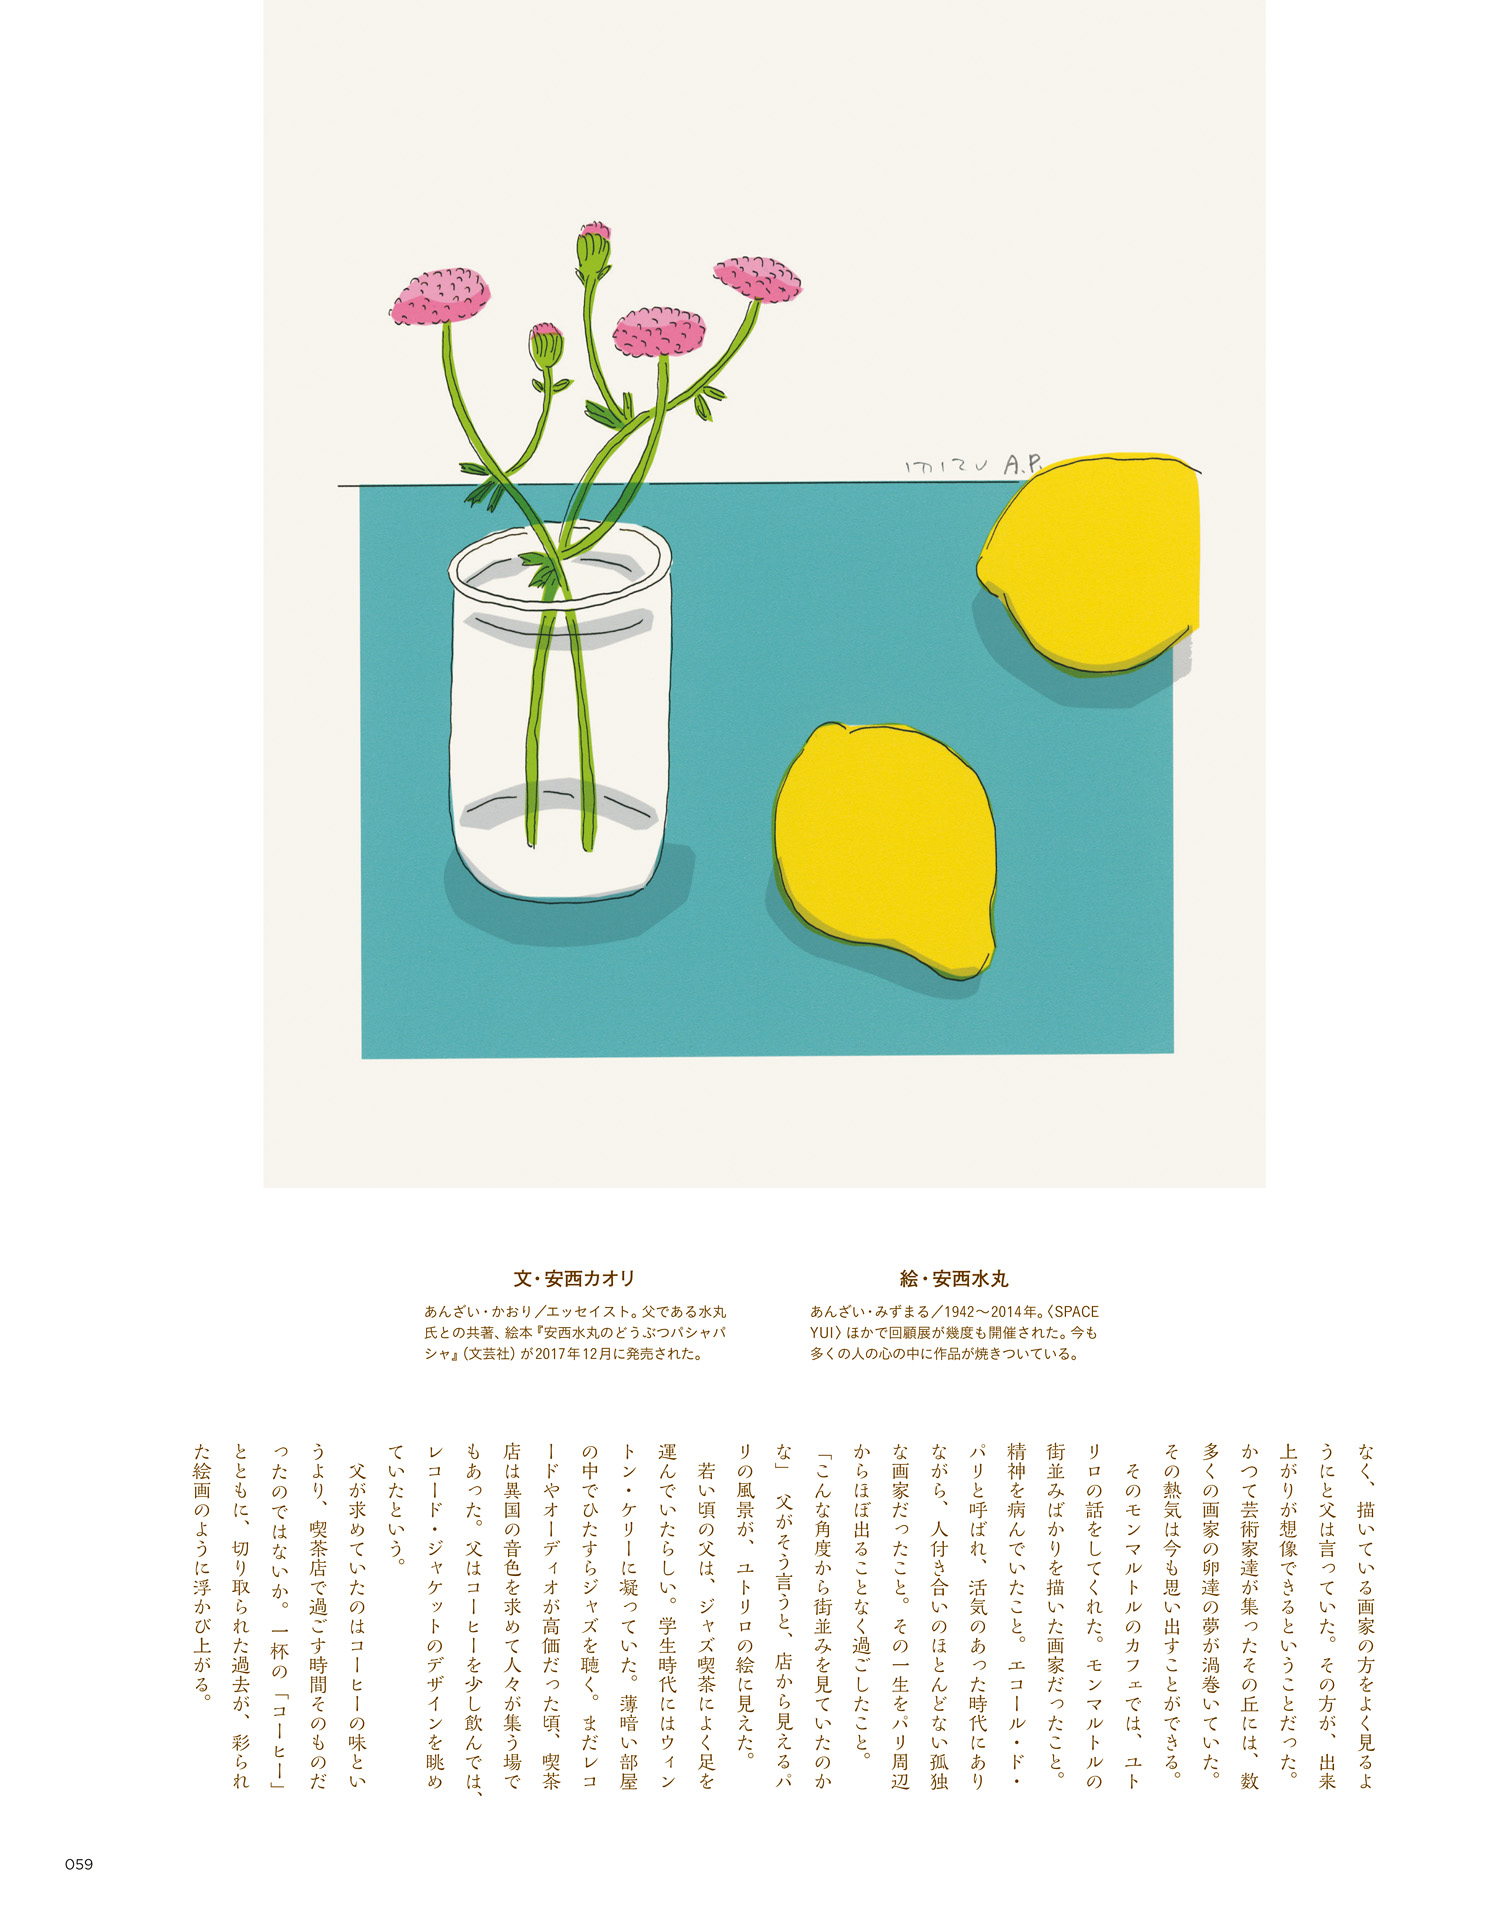 mizu A.P.
絵・安西水丸
あんざい・みずまる／1942〜2014年。〈SPACE
YUI〉ほかで回顧展が幾度も開催された。今も
多くの人の心の中に作品が焼きついている。
文・安西カオリ
あんざい・かおり／エッセイスト。父である水丸
氏との共著、絵本『安西水丸のどうぶつパシャパ
シャ』（文芸社）が2017年12月に発売された。
なく、描いている画家の方をよく見るよ
うにと父は言っていた。その方が、出来
上がりが想像できるということだった。
かつて芸術家達が集ったその丘には、数
多くの画家の卵達の夢が渦巻いていた。
その熱気は今も思い出すことができる。
そのモンマルトルのカフェでは、ユト
リロの話をしてくれた。モンマルトルの
街並みばかりを描いた画家だったこと。
精神を病んでいたこと。エコール・ド・
パリと呼ばれ、活気のあった時代にあり
ながら、人付き合いのほとんどない孤独
な画家だったこと。その一生をパリ周辺
からほぼ出ることなく過ごしたこと。
「こんな角度から街並みを見ていたのか
な」　父がそう言うと、店から見えるパ
リの風景が、ユトリロの絵に見えた。
若い頃の父は、ジャズ喫茶によく足を
運んでいたらしい。学生時代にはウィン
トン・ケリーに凝っていた。薄暗い部屋
の中でひたすらジャズを聴く。まだレコ
ードやオーディオが高価だった頃、喫茶
店は異国の音色を求めて人々が集う場で
もあった。父はコーヒーを少し飲んでは、
レコード・ジャケットのデザインを眺め
ていたという。
父が求めていたのはコーヒーの味とい
うより、喫茶店で過ごす時間そのものだ
ったのではないか。一杯の「コーヒー」
とともに、切り取られた過去が、彩られ
た絵画のように浮かび上がる。
059